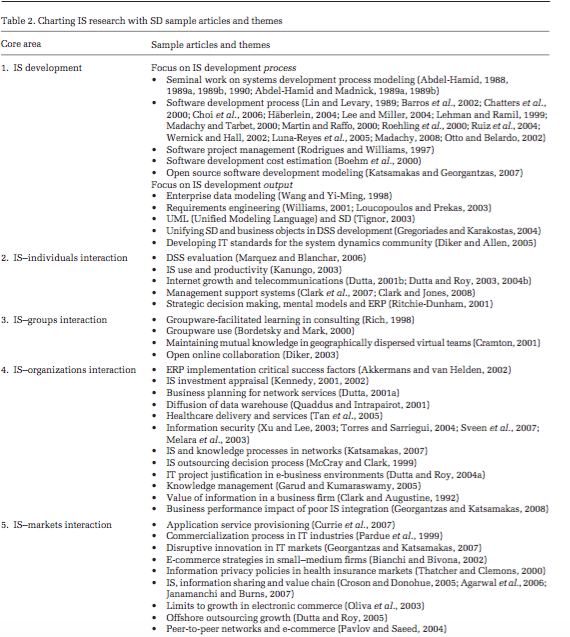 Table 2. Charting IS research with SD sample articles and themes
Core area Sample articles and themes
1. IS development Focus on IS development process
• Seminal work on systems development process modeling (Abdel-Hamid, 1988,
1989a, 1989b, 1990; Abdel-Hamid and Madnick, 1989a, 1989b)
• Software development process (Lin and Levary, 1989; Barros et al., 2002; Chatters et al.,
2000; Choi et al., 2006; Häberlein, 2004; Lee and Miller, 2004; Lehman and Ramil, 1999;
Madachy and Tarbet, 2000; Martin and Raffo, 2000; Roehling et al., 2000; Ruiz et al., 2004;
Wernick and Hall, 2002; Luna-Reyes et al., 2005; Madachy, 2008; Otto and Belardo, 2002)
• Software project management (Rodrigues and Williams, 1997)
• Software development cost estimation (Boehm et al., 2000)
• Open source software development modeling (Katsamakas and Georgantzas, 2007)
Focus on IS development output
• Enterprise data modeling (Wang and Yi-Ming, 1998)
• Requirements engineering (Williams, 2001; Loucopoulos and Prekas, 2003)
• UML (Unified Modeling Language) and SD (Tignor, 2003)
• Unifying SD and business objects in DSS development (Gregoriades and Karakostas, 2004)
• Developing IT standards for the system dynamics community (Diker and Allen, 2005)
2. IS–individuals interaction • DSS evaluation (Marquez and Blanchar, 2006)
• IS use and productivity (Kanungo, 2003)
• Internet growth and telecommunications (Dutta, 2001b; Dutta and Roy, 2003, 2004b)
• Management support systems (Clark et al., 2007; Clark and Jones, 2008)
• Strategic decision making, mental models and ERP (Ritchie-Dunham, 2001)
3. IS–groups interaction • Groupware-facilitated learning in consulting (Rich, 1998)
• Groupware use (Bordetsky and Mark, 2000)
• Maintaining mutual knowledge in geographically dispersed virtual teams (Cramton, 2001)
• Open online collaboration (Diker, 2003)
4. IS–organizations interaction • ERP implementation critical success factors (Akkermans and van Helden, 2002)
• IS investment appraisal (Kennedy, 2001, 2002)
• Business planning for network services (Dutta, 2001a)
• Diffusion of data warehouse (Quaddus and Intrapairot, 2001)
• Healthcare delivery and services (Tan et al., 2005)
• Information security (Xu and Lee, 2003; Torres and Sarriegui, 2004; Sveen et al., 2007;
Melara et al., 2003)
• IS and knowledge processes in networks (Katsamakas, 2007)
• IS outsourcing decision process (McCray and Clark, 1999)
• IT project justification in e-business environments (Dutta and Roy, 2004a)
• Knowledge management (Garud and Kumaraswamy, 2005)
• Value of information in a business firm (Clark and Augustine, 1992)
• Business performance impact of poor IS integration (Georgantzas and Katsamakas, 2008)
5. IS–markets interaction • Application service provisioning (Currie et al., 2007)
• Commercialization process in IT industries (Pardue et al., 1999)
• Disruptive innovation in IT markets (Georgantzas and Katsamakas, 2007)
• E-commerce strategies in small–medium firms (Bianchi and Bivona, 2002)
• Information privacy policies in health insurance markets (Thatcher and Clemons, 2000)
• IS, information sharing and value chain (Croson and Donohue, 2005; Agarwal et al., 2006;
Janamanchi and Burns, 2007)
• Limits to growth in electronic commerce (Oliva et al., 2003)
• Offshore outsourcing growth (Dutta and Roy, 2005)
• Peer-to-peer networks and e-commerce (Pavlov and Saeed, 2004)